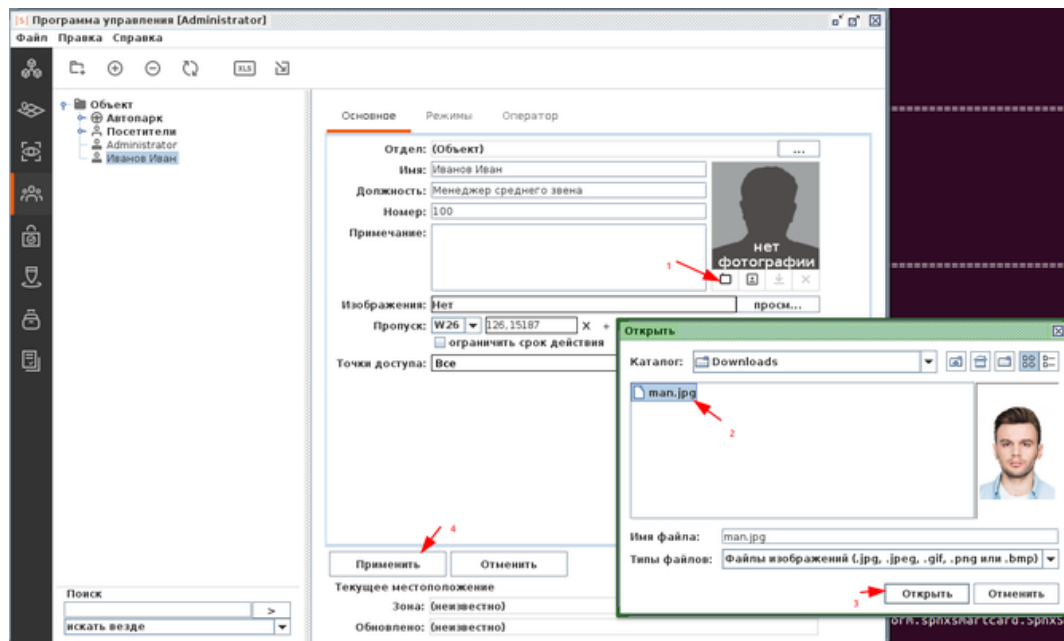 |S| Программа управления [Administrator]
Файл Правка Справка
XLS
Объект
Автопарк
Посетители
Administrator
Иванов Иван
Основное Режимы Оператор
Отдел: (Объект) ...
Имя: Иванов Иван
Должность: Менеджер среднего звена
Номер: 100
Примечание:
нет
фотографии
1
Изображения: Нет просм...
Пропуск: W26 126,15187 X +
ограничить срок действия
Точки доступа: Все
Открыть
Каталог: Downloads
man.jpg
2
Имя файла: man.jpg
Типы файлов: Файлы изображений (.jpg, .jpeg, .gif, .png или .bmp)
3
Открыть Отменить
4
Применить Отменить
Текущее местоположение
Зона: (неизвестно)
Обновлено: (неизвестно)
Поиск
>
искать везде
orm.sphxsmartcard.Sphx